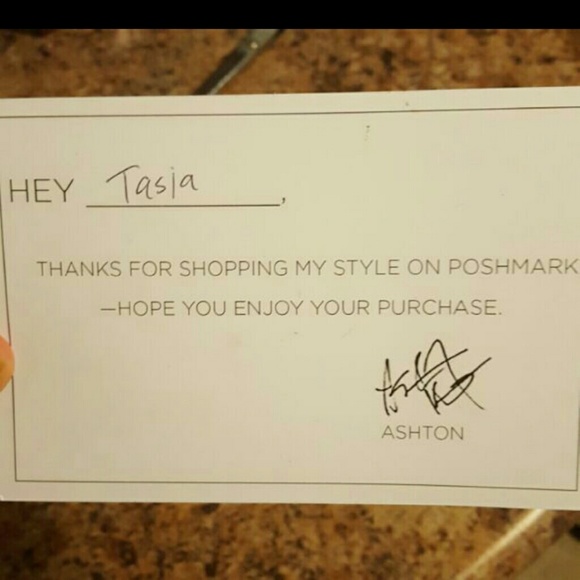 HEY Tasia,
THANKS FOR SHOPPING MY STYLE ON POSHMARK
—HOPE YOU ENJOY YOUR PURCHASE.
ASHTON